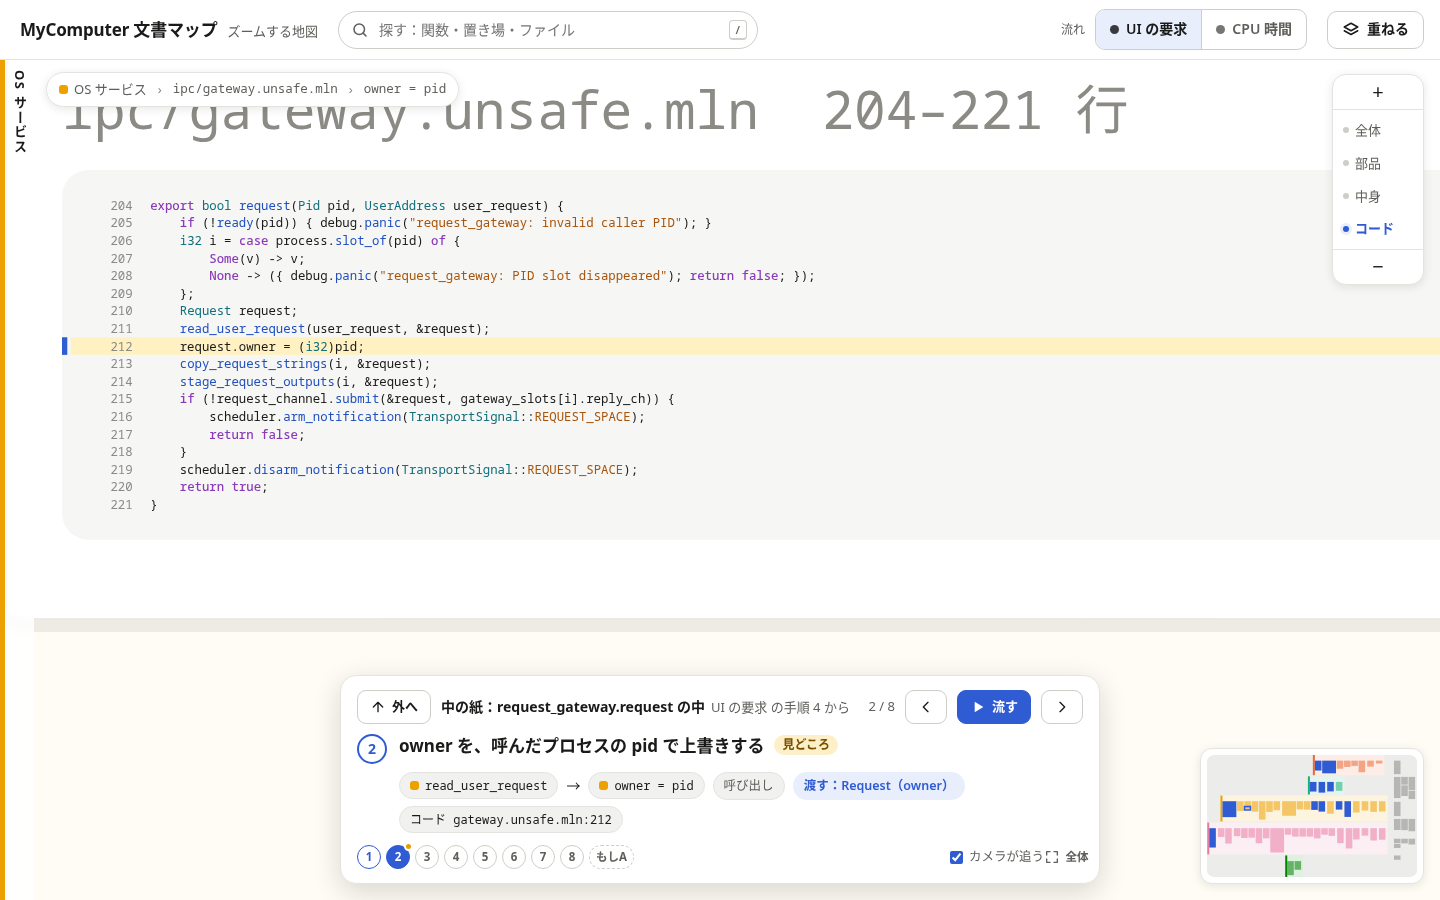 MyComputer 文書マップ ズームする地図 探す：関数・置き場・ファイル / 流れ UI の要求 CPU 時間 重ねる
OS サービス
OS サービス › ipc/gateway.unsafe.mln › owner = pid
ipc/gateway.unsafe.mln 204–221 行
+
全体
部品
中身
コード
−
204 export bool request(Pid pid, UserAddress user_request) {
205 if (!ready(pid)) { debug.panic("request_gateway: invalid caller PID"); }
206 i32 i = case process.slot_of(pid) of {
207 Some(v) -> v;
208 None -> ({ debug.panic("request_gateway: PID slot disappeared"); return false; });
209 };
210 Request request;
211 read_user_request(user_request, &request);
212 request.owner = (i32)pid;
213 copy_request_strings(i, &request);
214 stage_request_outputs(i, &request);
215 if (!request_channel.submit(&request, gateway_slots[i].reply_ch)) {
216 scheduler.arm_notification(TransportSignal::REQUEST_SPACE);
217 return false;
218 }
219 scheduler.disarm_notification(TransportSignal::REQUEST_SPACE);
220 return true;
221 }
↑ 外へ 中の紙：request_gateway.request の中 UI の要求 の手順 4 から 2 / 8 ‹ ▶ 流す ›
2 owner を、呼んだプロセスの pid で上書きする 見どころ
read_user_request → owner = pid 呼び出し 渡す：Request（owner）
コード gateway.unsafe.mln:212
1 2 3 4 5 6 7 8 もしA カメラが追う 全体